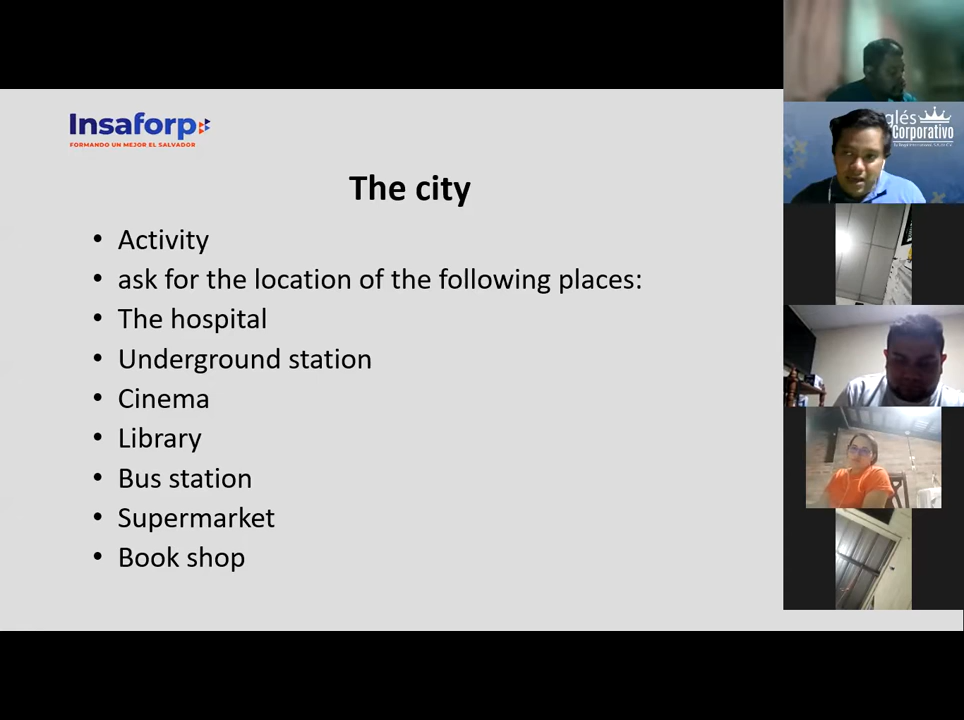 Insaforp
FORMANDO UN MEJOR EL SALVADOR
The city
• Activity
• ask for the location of the following places:
• The hospital
• Underground station
• Cinema
• Library
• Bus station
• Supermarket
• Book shop
glés
Corporativo